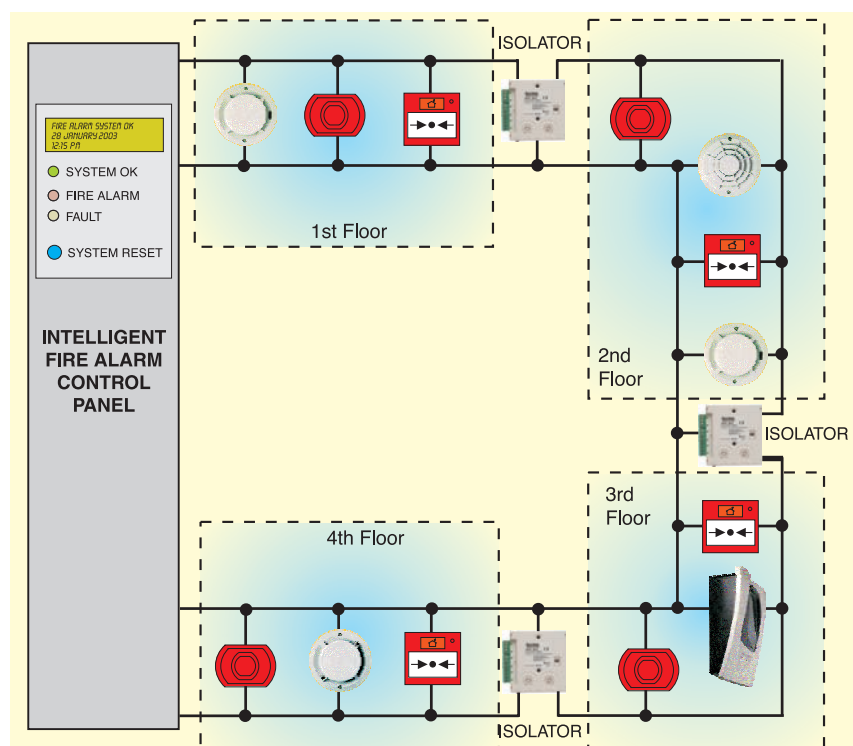 ISOLATOR
FIRE ALARM SYSTEM OK
28 JANUARY 2003
12:15 PM
SYSTEM OK
FIRE ALARM
FAULT
SYSTEM RESET
1st Floor
INTELLIGENT
FIRE ALARM
CONTROL
PANEL
2nd
Floor
ISOLATOR
3rd
Floor
4th Floor
ISOLATOR